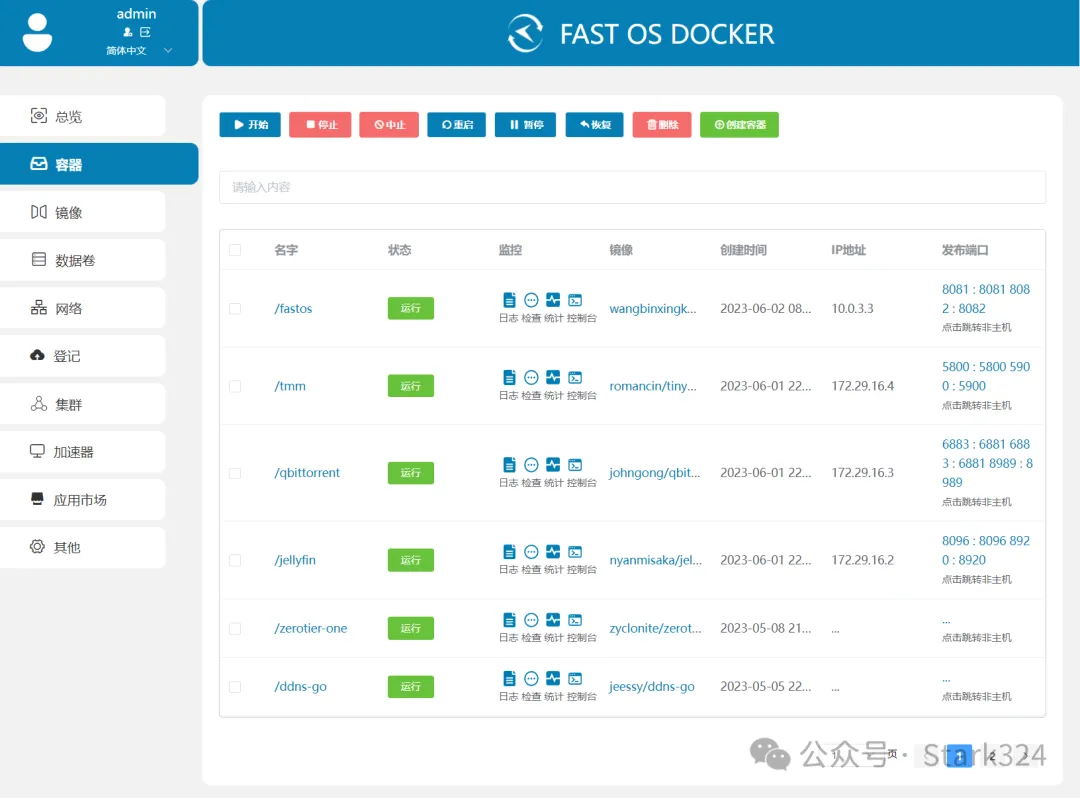 admin
简体中文
FAST OS DOCKER
总览
容器
镜像
数据卷
网络
登记
集群
加速器
应用市场
其他
开始 停止 中止 重启 暂停 恢复 删除 创建容器
请输入内容
名字 状态 监控 镜像 创建时间 IP地址 发布端口
/fastos 运行 日志 检查 统计 控制台 wangbinxingk... 2023-06-02 08... 10.0.3.3
8081 : 8081 808
2 : 8082
点击跳转非主机
/tmm 运行 日志 检查 统计 控制台 romancin/tiny... 2023-06-01 22... 172.29.16.4
5800 : 5800 590
0 : 5900
点击跳转非主机
/qbittorrent 运行 日志 检查 统计 控制台 johngong/qbit... 2023-06-01 22... 172.29.16.3
6883 : 6881 688
3 : 6881 8989 : 8
989
点击跳转非主机
/jellyfin 运行 日志 检查 统计 控制台 nyanmisaka/jel... 2023-06-01 22... 172.29.16.2
8096 : 8096 892
0 : 8920
点击跳转非主机
/zerotier-one 运行 日志 检查 统计 控制台 zyclonite/zerot... 2023-05-08 21... ...
...
点击跳转非主机
/ddns-go 运行 日志 检查 统计 控制台 jeessy/ddns-go 2023-05-05 22... ...
...
点击跳转非主机
页 1 2
公众号 · Stark324